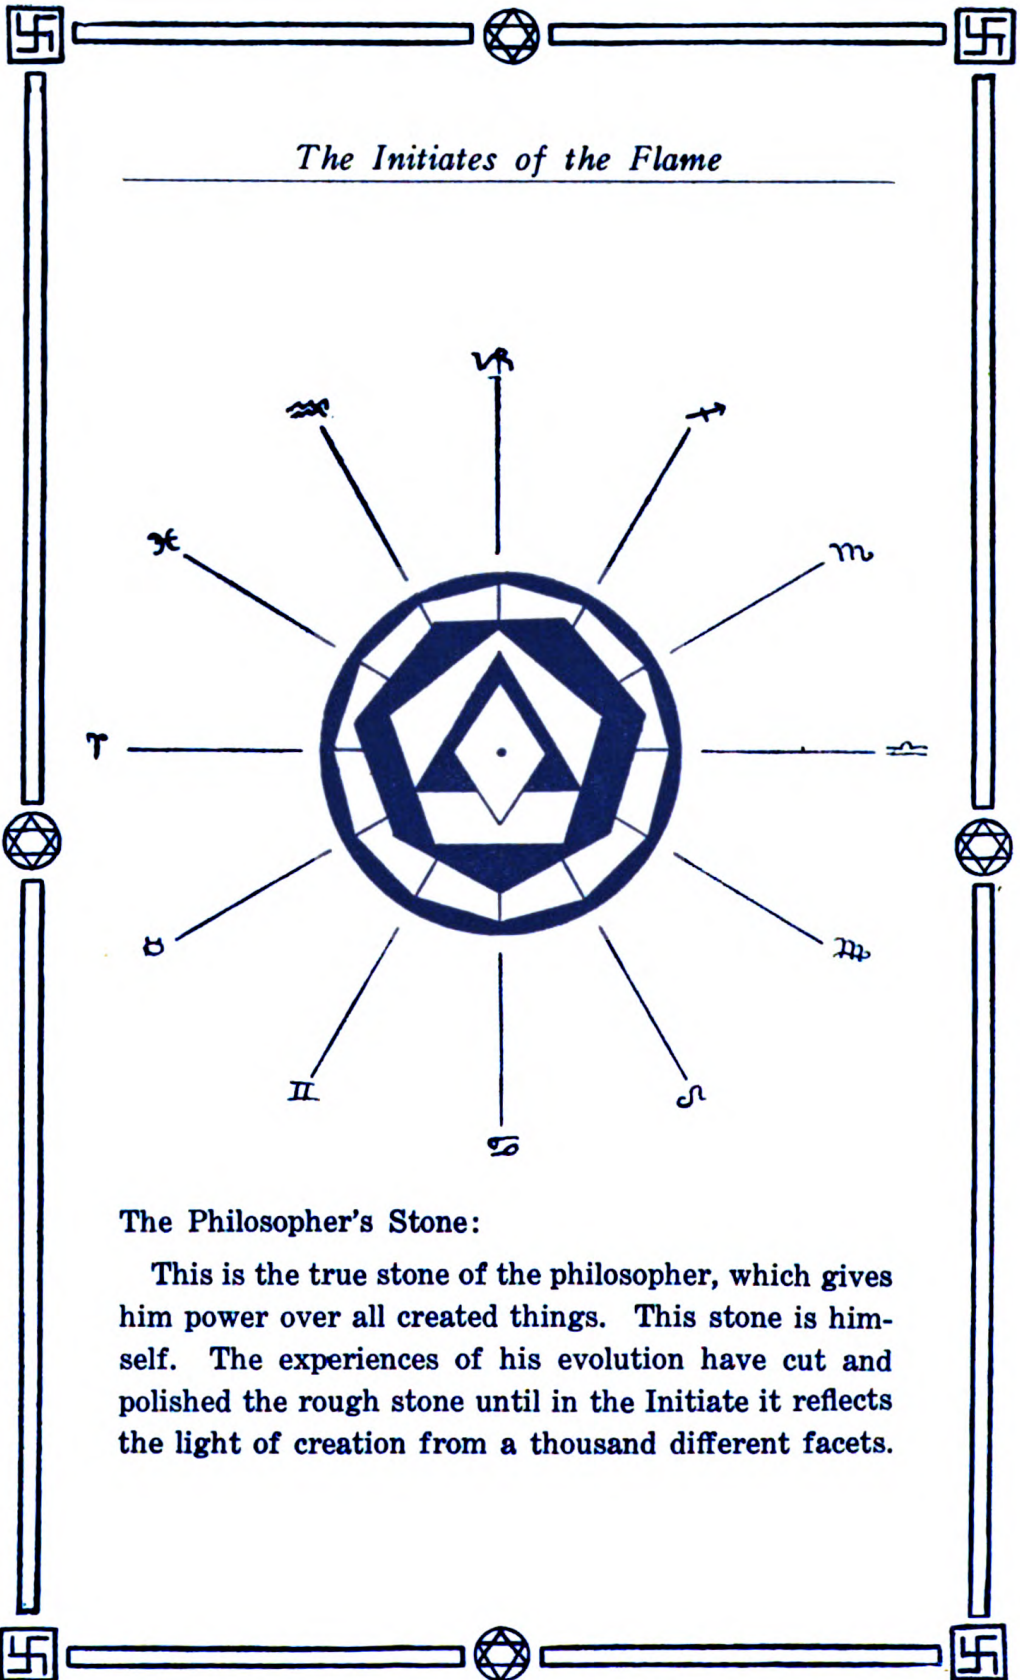 The Initiates of the Flame
♑
♒ ♐
♓ ♏
♈ ♎
♉ ♍
♊ ♌
♋
The Philosopher's Stone:
This is the true stone of the philosopher, which gives
him power over all created things. This stone is him-
self. The experiences of his evolution have cut and
polished the rough stone until in the Initiate it reflects
the light of creation from a thousand different facets.